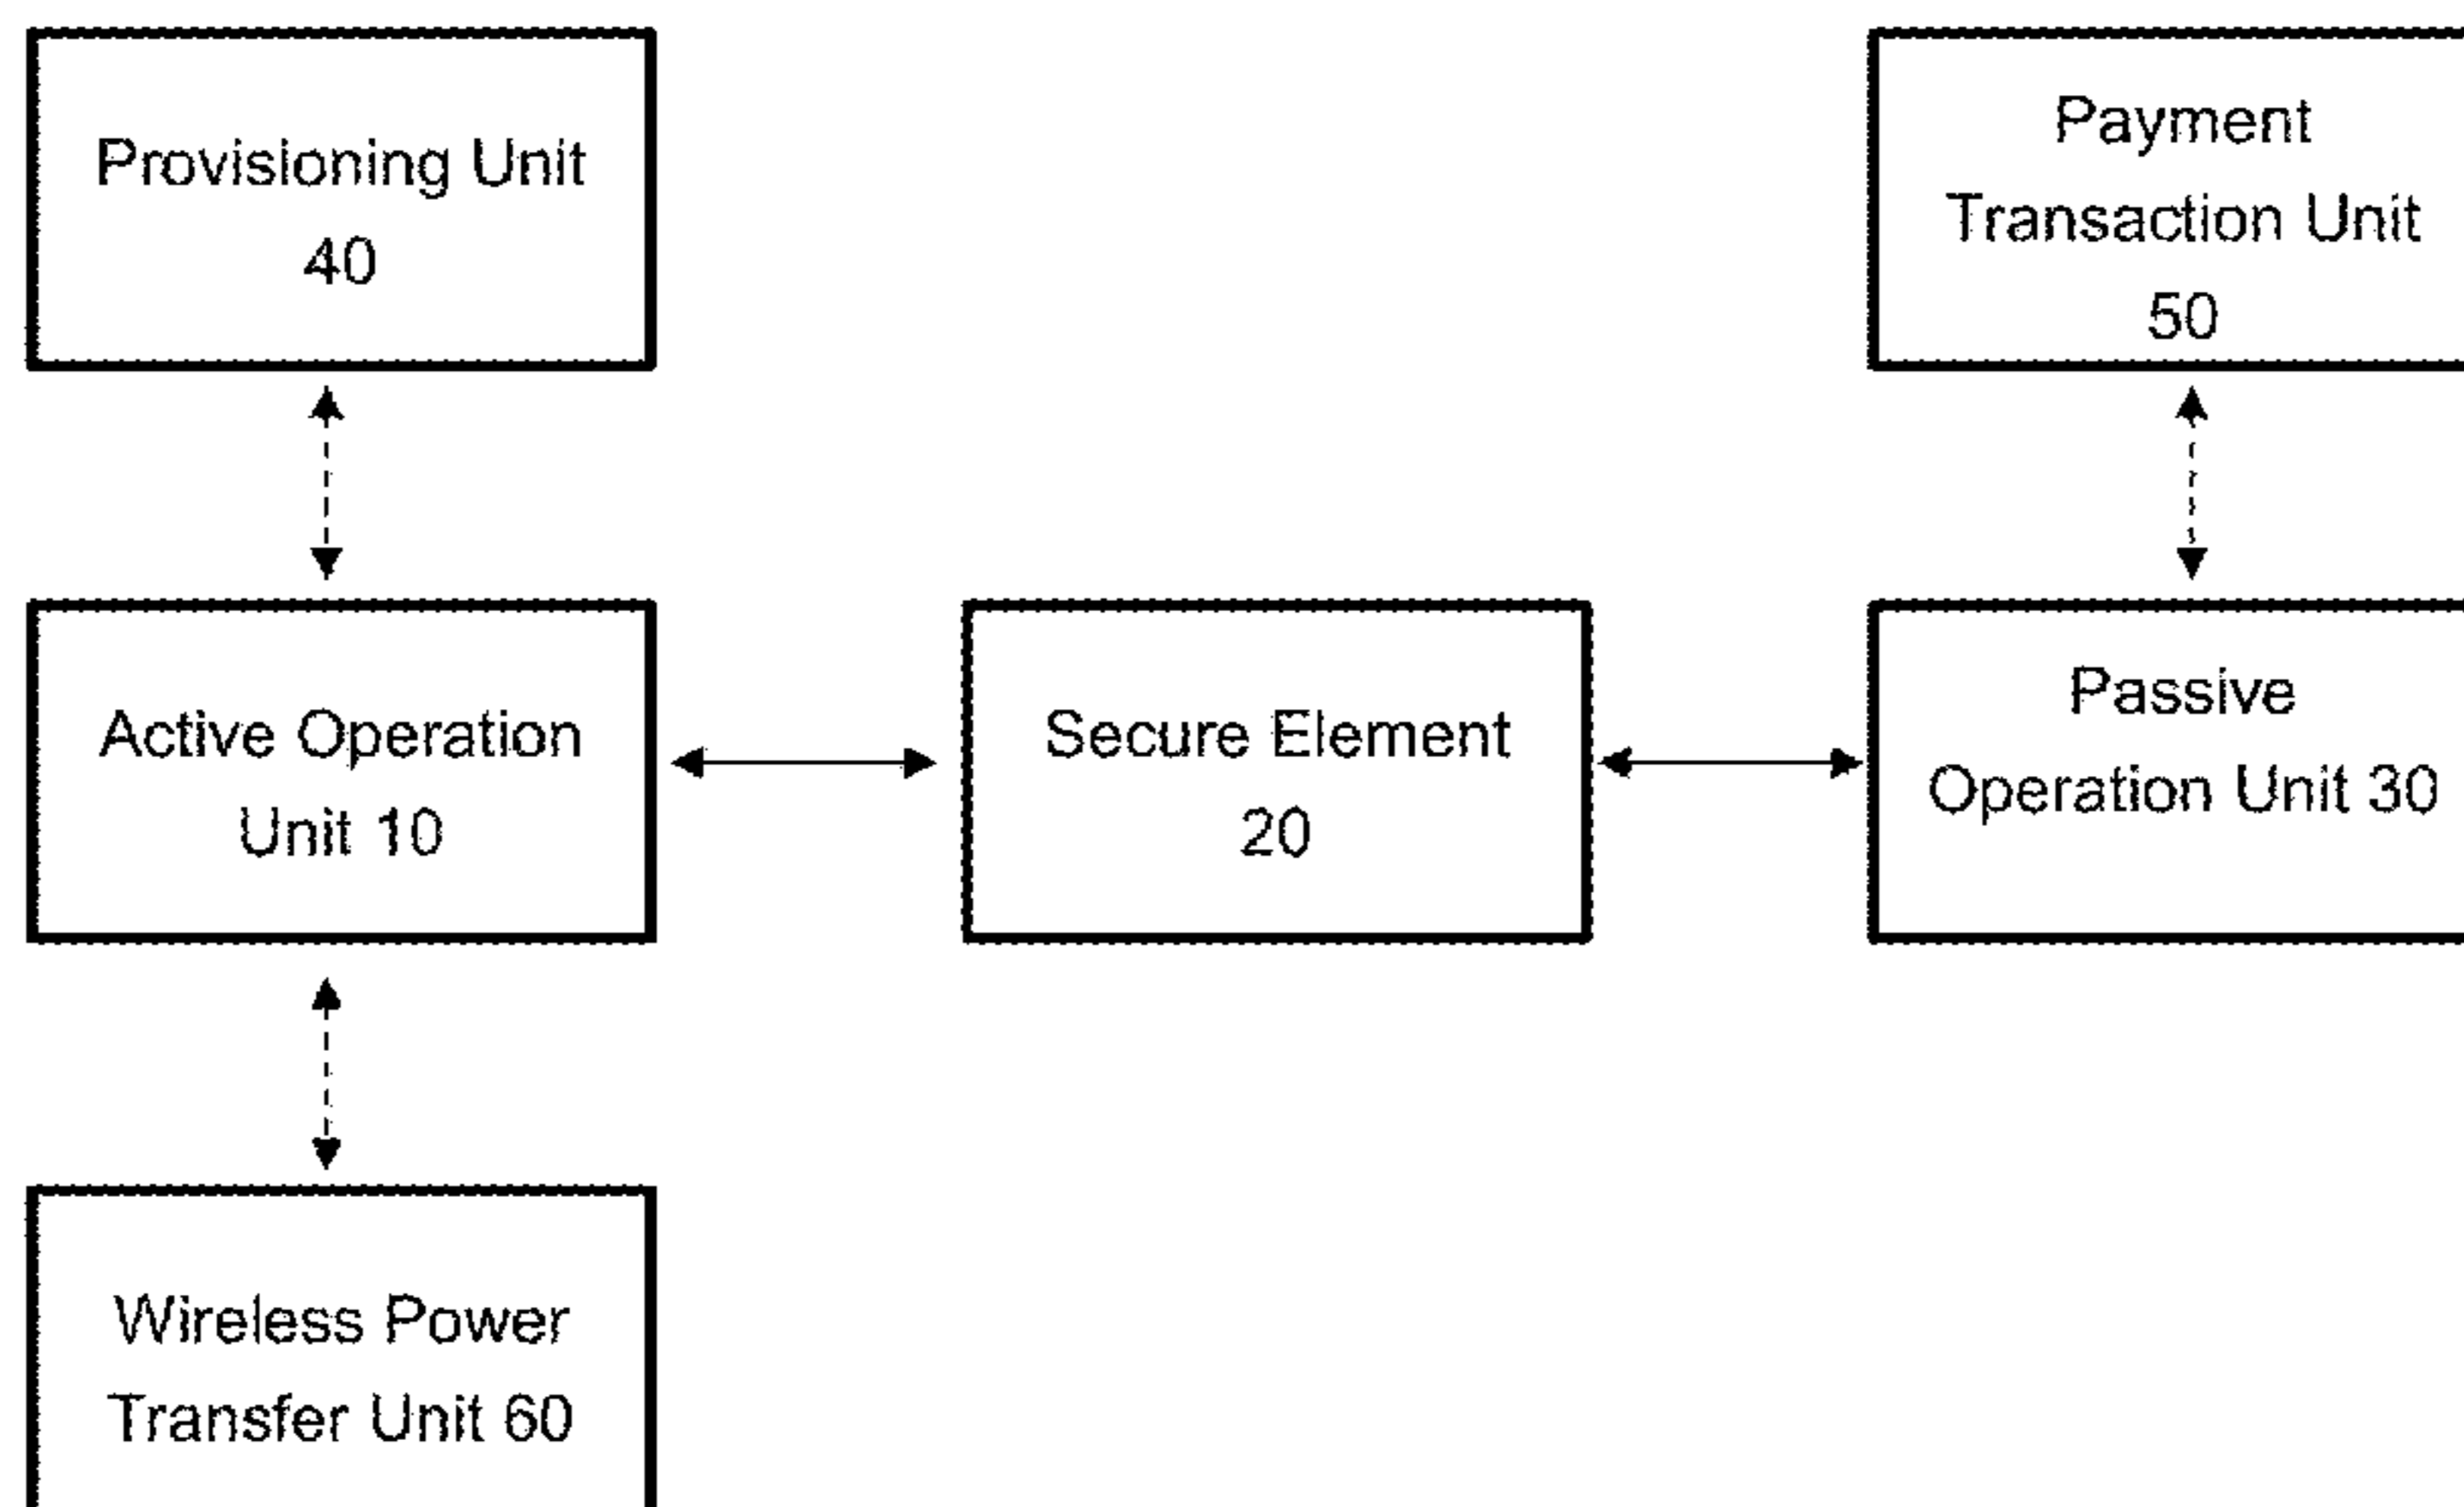 Provisioning Unit
40
Payment
Transaction Unit
50
Active Operation
Unit 10
Secure Element
20
Passive
Operation Unit 30
Wireless Power
Transfer Unit 60